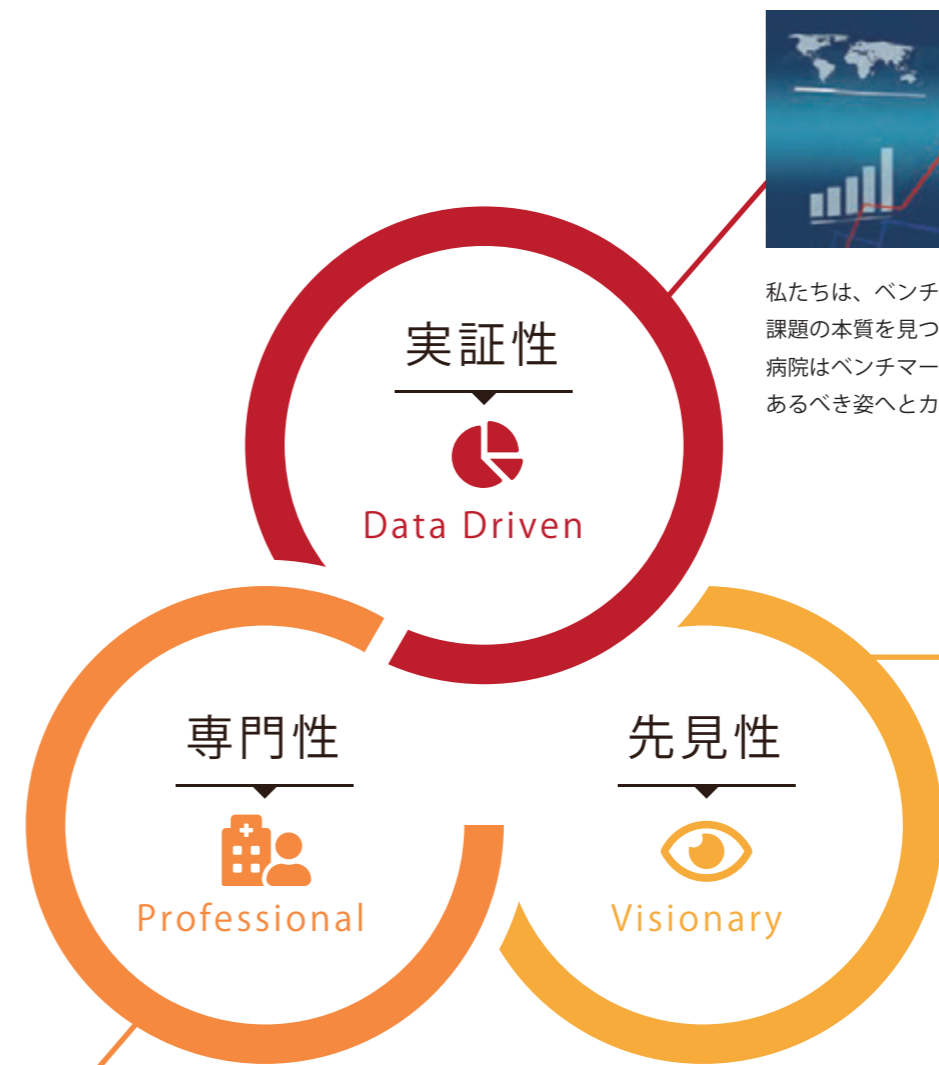 実証性
Data Driven
私たちは、ベンチ
課題の本質を見つ
病院はベンチマー
あるべき姿へとカ
専門性
Professional
先見性
Visionary